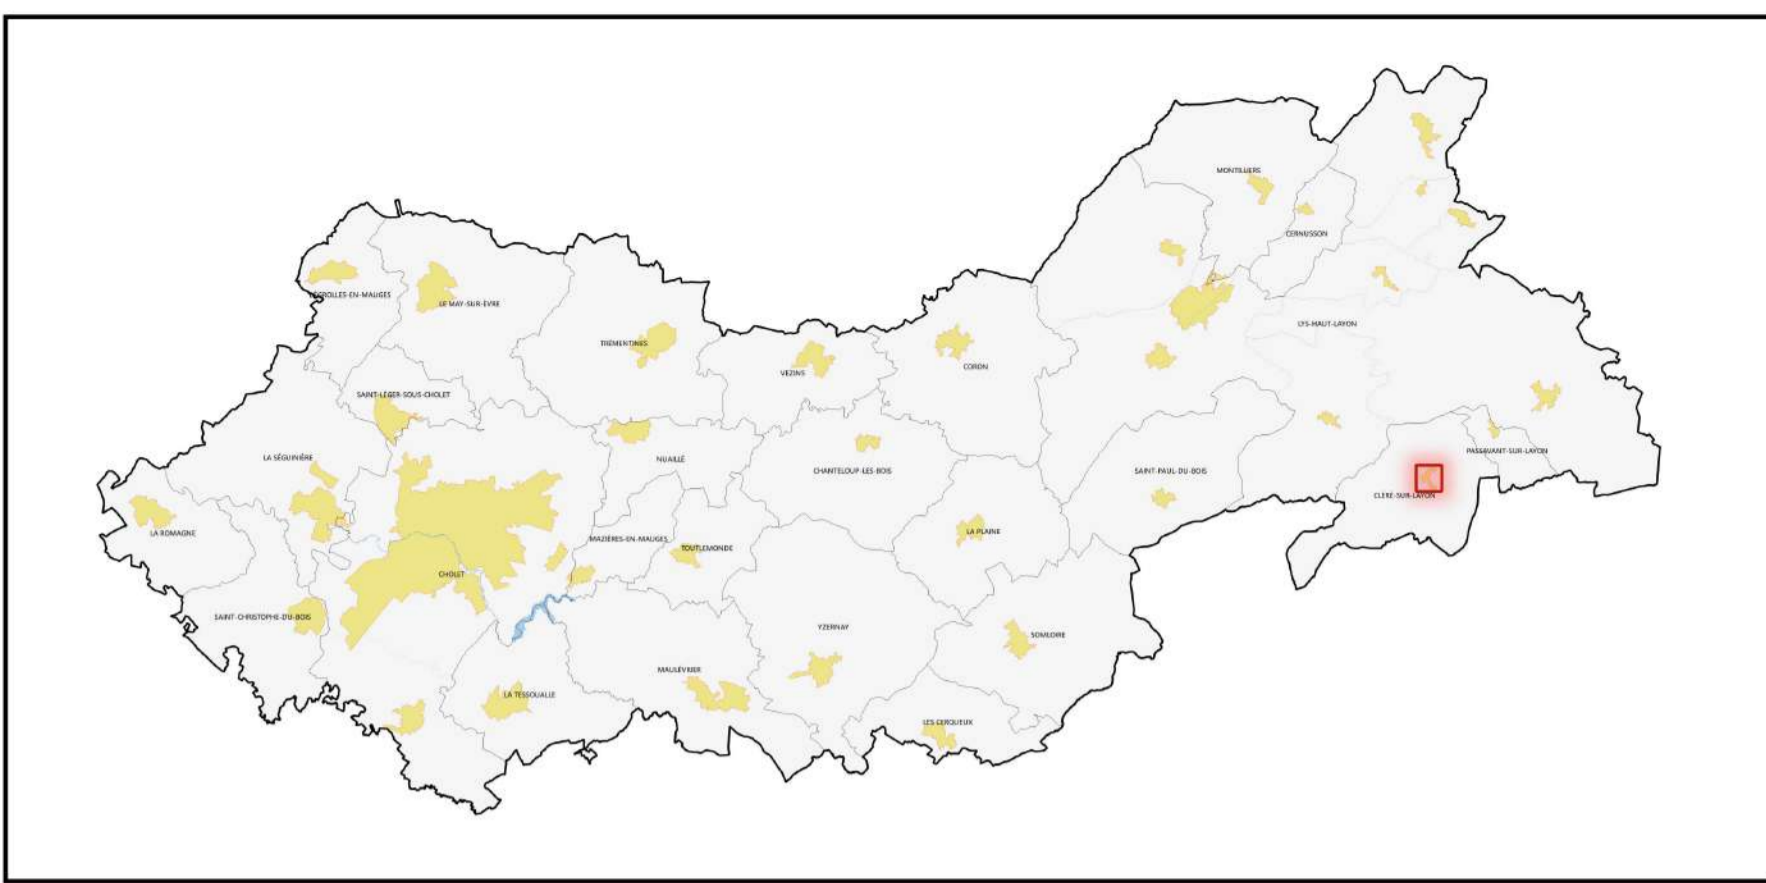 MONTILLIERS
CERNUSSON
BÉGROLLES-EN-MAUGES
LE MAY-SUR-ÈVRE
LYS-HAUT-LAYON
TRÉMENTINES
CORON
VEZINS
SAINT-LÉGER-SOUS-CHOLET
PASSAVANT-SUR-LAYON
LA SÉGUINIÈRE
NUAILLÉ
CHANTELOUP-LES-BOIS
SAINT-PAUL-DU-BOIS
CLÉRÉ-SUR-LAYON
LA ROMAGNE
LA PLAINE
MAZIÈRES-EN-MAUGES
TOUTLEMONDE
CHOLET
SAINT-CHRISTOPHE-DU-BOIS
YZERNAY
SOMLOIRE
MAULÉVRIER
LA TESSOUALLE
LES CERQUEUX